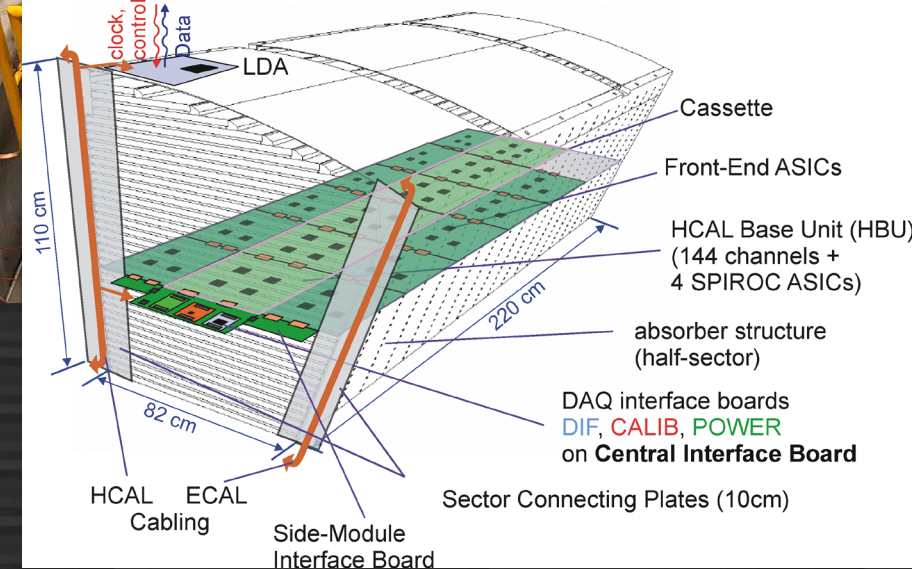 clock,
control
Data
LDA
Cassette
Front-End ASICs
110 cm
HCAL Base Unit (HBU)
(144 channels +
4 SPIROC ASICs)
220 cm
absorber structure
(half-sector)
82 cm
DAQ interface boards
DIF, CALIB, POWER
on Central Interface Board
HCAL ECAL
Cabling
Sector Connecting Plates (10cm)
Side-Module
Interface Board